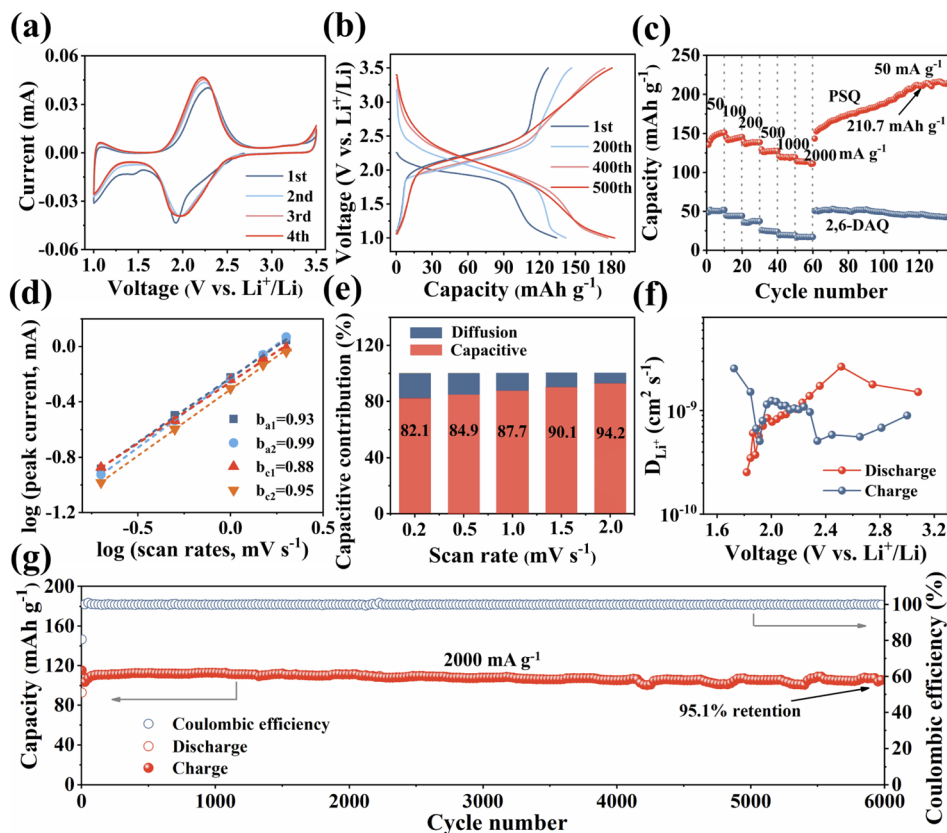 (a)
Current (mA)
0.06
0.03
0.00
-0.03
-0.06
1st
2nd
3rd
4th
1.0 1.5 2.0 2.5 3.0 3.5
Voltage (V vs. Li⁺/Li)
(b)
Voltage (V vs. Li⁺/Li)
3.5
3.0
2.5
2.0
1.5
1.0
1st
200th
400th
500th
0 30 60 90 120 150 180
Capacity (mAh g⁻¹)
(c)
Capacity (mAh g⁻¹)
250
200
150
100
50
0
50 mA g⁻¹
PSQ
210.7 mAh g⁻¹
50
100
200
500
1000
2000 mA g⁻¹
2,6-DAQ
0 20 40 60 80 100 120
Cycle number
(d)
log (peak current, mA)
0.0
-0.4
-0.8
-1.2
bₐ₁=0.93
bₐ₂=0.99
b_c1=0.88
b_c2=0.95
-0.5 0.0 0.5
log (scan rates, mV s⁻¹)
(e)
Capacitive contribution (%)
120
80
40
0
Diffusion
Capacitive
82.1 84.9 87.7 90.1 94.2
0.2 0.5 1.0 1.5 2.0
Scan rate (mV s⁻¹)
(f)
D_Li⁺ (cm² s⁻¹)
10⁻⁹
10⁻¹⁰
Discharge
Charge
1.6 2.0 2.4 2.8 3.2
Voltage (V vs. Li⁺/Li)
(g)
Capacity (mAh g⁻¹)
200
160
120
80
40
0
2000 mA g⁻¹
95.1% retention
Coulombic efficiency
Discharge
Charge
0 1000 2000 3000 4000 5000 6000
Cycle number
100
80
60
40
20
0
Coulombic efficiency (%)